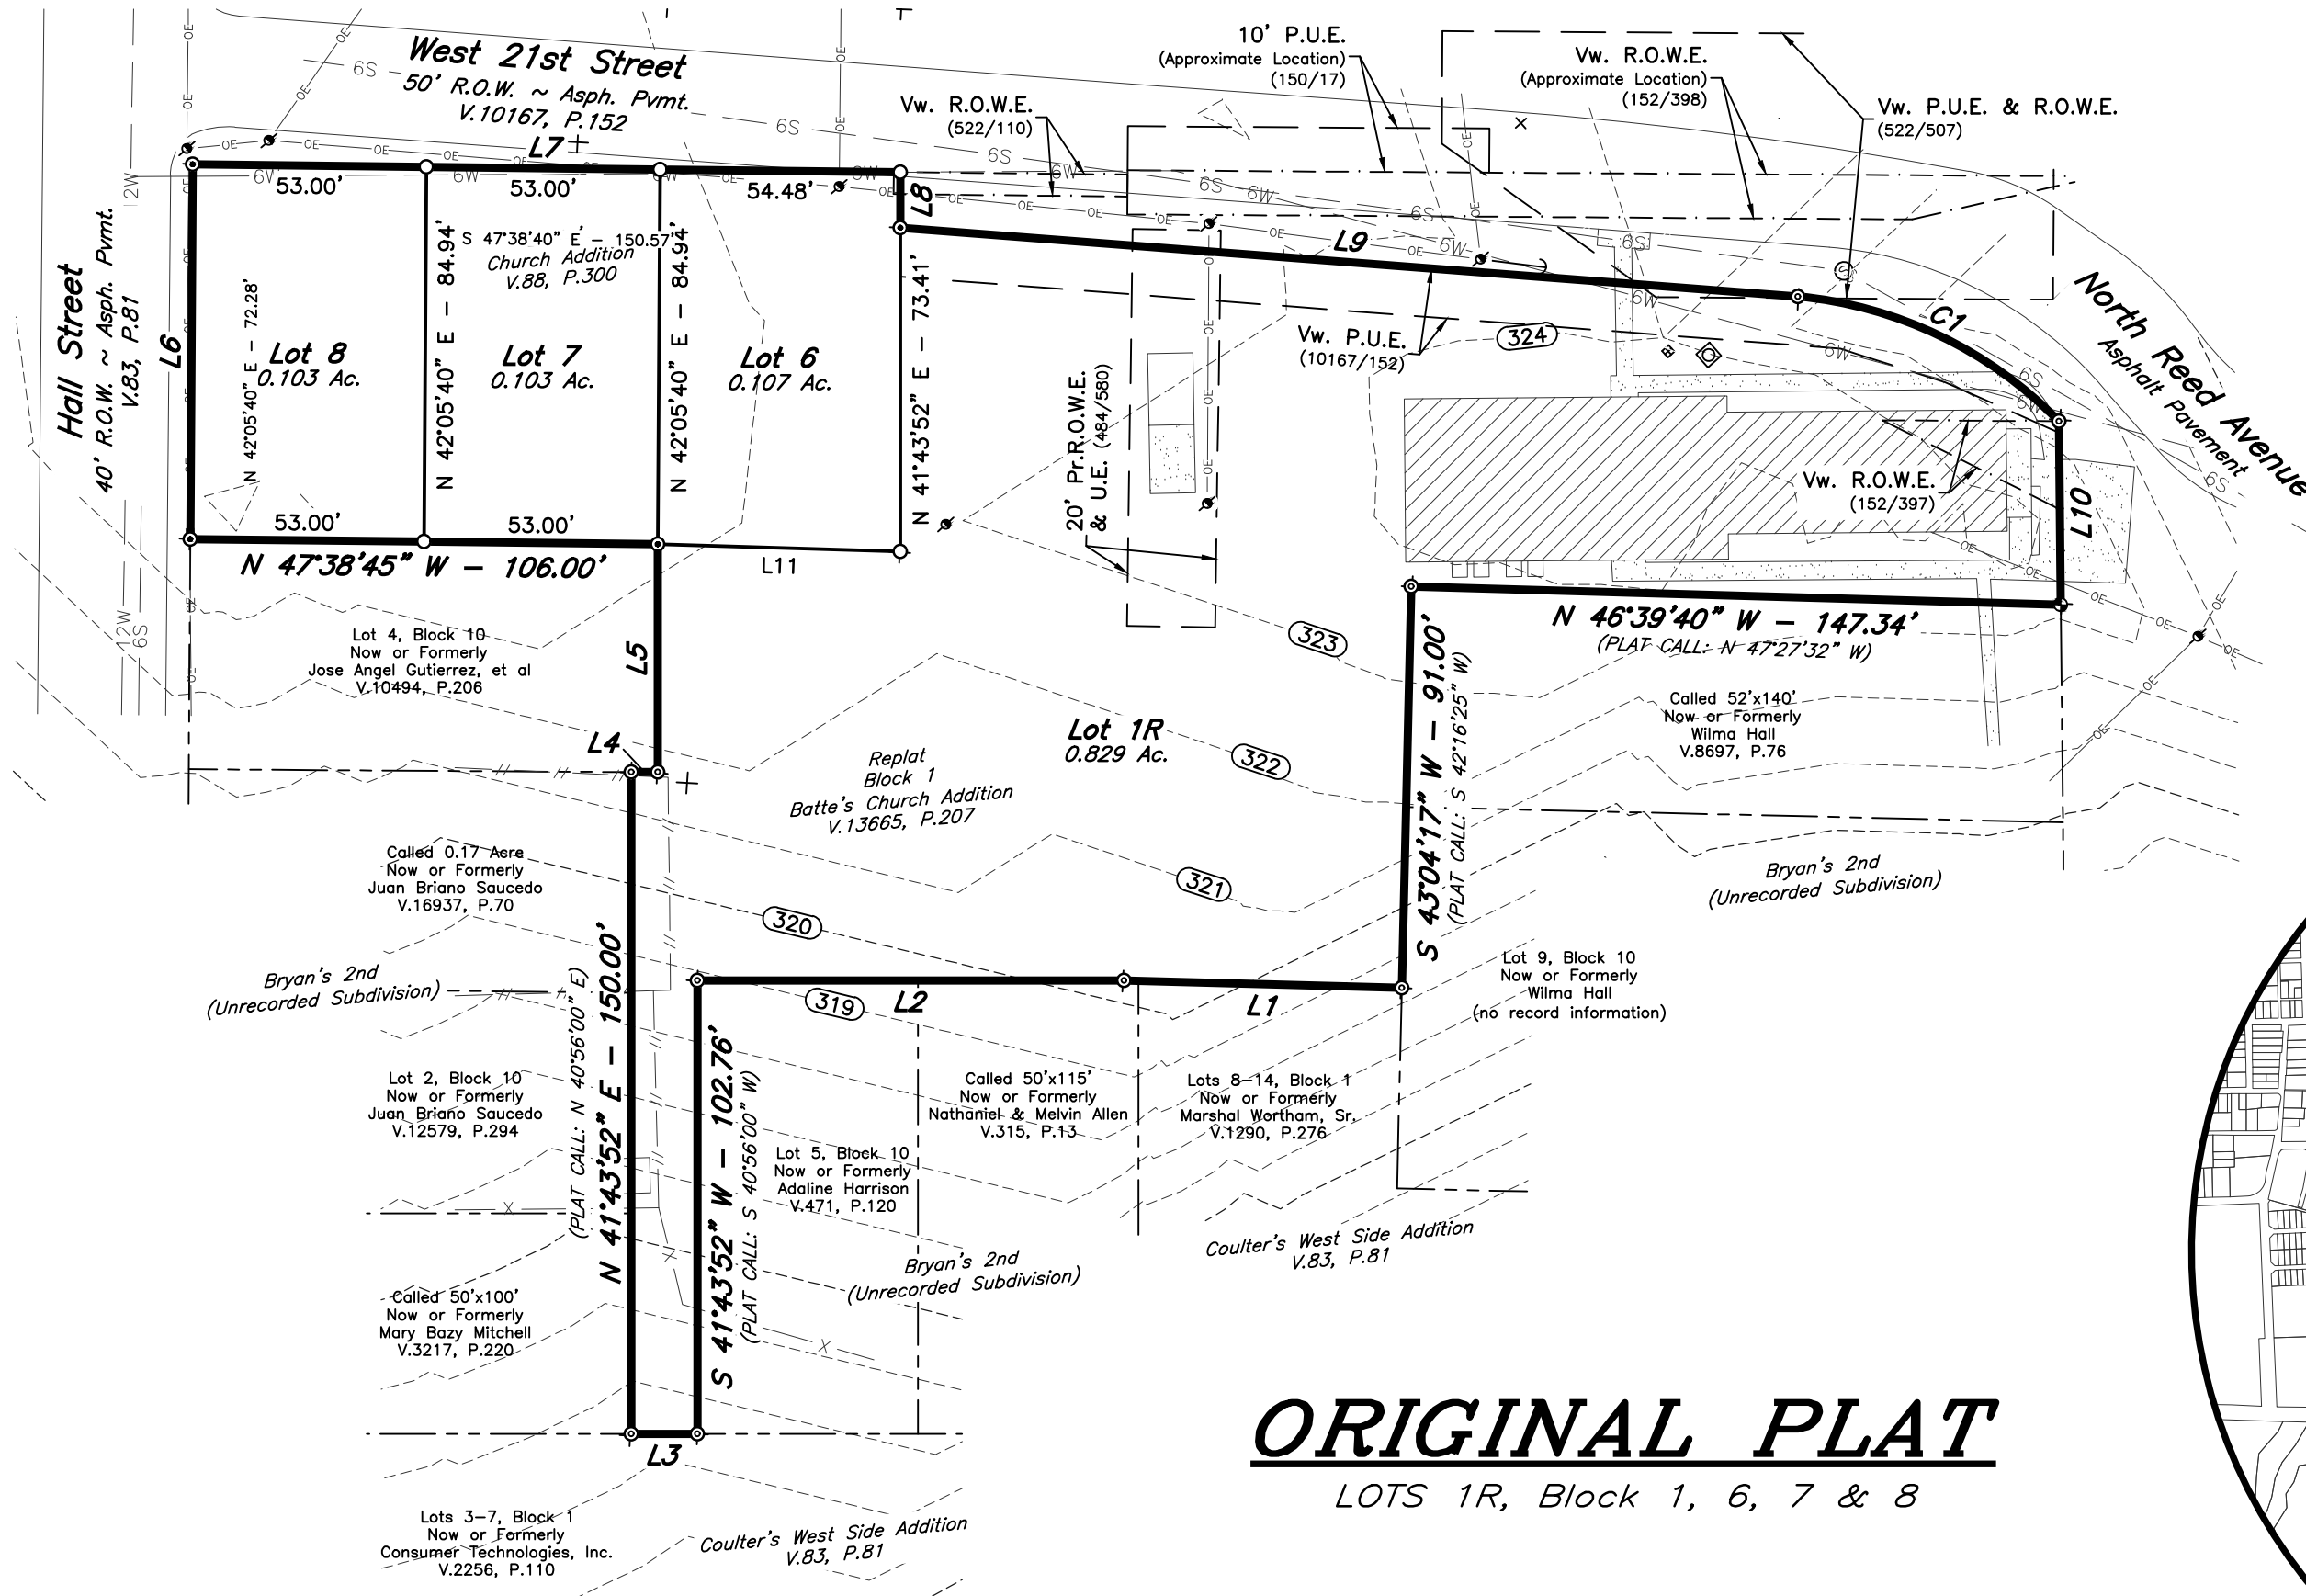 West 21st Street
50' R.O.W. ~ Asph. Pvmt.
V.10167, P.152
10' P.U.E.
(Approximate Location)
(150/17)
Vw. R.O.W.E.
(Approximate Location)
(152/398)
Vw. P.U.E. & R.O.W.E.
(522/507)
Vw. R.O.W.E.
(522/110)
L7
53.00'
53.00'
54.48'
L8
L9
C1
North Reed Avenue
Asphalt Pavement
Hall Street
40' R.O.W. ~ Asph. Pvmt.
V.83, P.81
L6
S 47°38'40" E - 150.57'
Church Addition
V.88, P.300
N 42°05'40" E - 72.28'
N 42°05'40" E - 84.94'
N 42°05'40" E - 84.94'
N 41°43'52" E - 73.41'
Lot 8
0.103 Ac.
Lot 7
0.103 Ac.
Lot 6
0.107 Ac.
Vw. P.U.E.
(10167/152)
324
20' Pr.R.O.W.E.
& U.E. (484/580)
Vw. R.O.W.E.
(152/397)
L10
53.00'
53.00'
N 47°38'45" W - 106.00'
L11
N 46°39'40" W - 147.34'
(PLAT CALL: N 47°27'32" W)
323
Lot 4, Block 10
Now or Formerly
Jose Angel Gutierrez, et al
V.10494, P.206
L5
L4
Lot 1R
0.829 Ac.
322
Replat
Block 1
Batte's Church Addition
V.13665, P.207
S 43°04'17" W - 91.00'
(PLAT CALL: S 42°16'25" W)
Called 52'x140'
Now or Formerly
Wilma Hall
V.8697, P.76
Bryan's 2nd
(Unrecorded Subdivision)
321
Called 0.17 Acre
Now or Formerly
Juan Briano Saucedo
V.16937, P.70
320
Bryan's 2nd
(Unrecorded Subdivision)
319
L2
L1
Lot 9, Block 10
Now or Formerly
Wilma Hall
(no record information)
N 41°43'52" E - 150.00'
(PLAT CALL: N 40°56'00" E)
S 41°43'52" W - 102.76'
(PLAT CALL: S 40°56'00" W)
Lot 2, Block 10
Now or Formerly
Juan Briano Saucedo
V.12579, P.294
Called 50'x115'
Now or Formerly
Nathaniel & Melvin Allen
V.315, P.13
Lots 8-14, Block 1
Now or Formerly
Marshal Wortham, Sr.
V.1290, P.276
Lot 5, Block 10
Now or Formerly
Adaline Harrison
V.471, P.120
Bryan's 2nd
(Unrecorded Subdivision)
Coulter's West Side Addition
V.83, P.81
Called 50'x100'
Now or Formerly
Mary Bazy Mitchell
V.3217, P.220
L3
Lots 3-7, Block 1
Now or Formerly
Consumer Technologies, Inc.
V.2256, P.110
Coulter's West Side Addition
V.83, P.81
ORIGINAL PLAT
LOTS 1R, Block 1, 6, 7 & 8